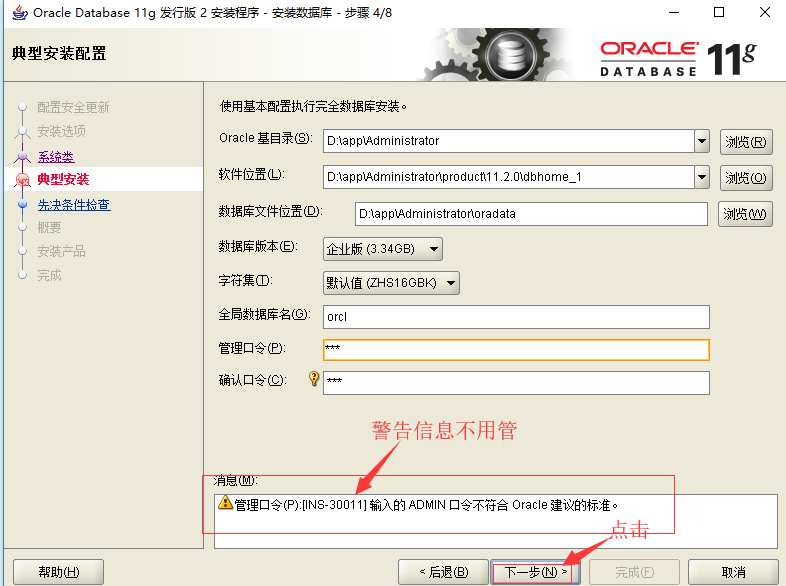 Oracle Database 11g 发行版 2 安装程序 - 安装数据库 - 步骤 4/8
典型安装配置
ORACLE
DATABASE
11g
配置安全更新
安装选项
系统类
典型安装
先决条件检查
概要
安装产品
完成
使用基本配置执行完全数据库安装。
Oracle 基目录(S):
D:\app\Administrator
浏览(R)
软件位置(L):
D:\app\Administrator\product\11.2.0\dbhome_1
浏览(O)
数据库文件位置(D):
D:\app\Administrator\oradata
浏览(W)
数据库版本(E):
企业版 (3.34GB)
字符集(T):
默认值 (ZHS16GBK)
全局数据库名(G):
orcl
管理口令(P):
***
确认口令(C):
***
警告信息不用管
消息(M):
管理口令(P):[INS-30011] 输入的 ADMIN 口令不符合 Oracle 建议的标准。
点击
帮助(H)
< 后退(B)
下一步(N) >
完成(F)
取消